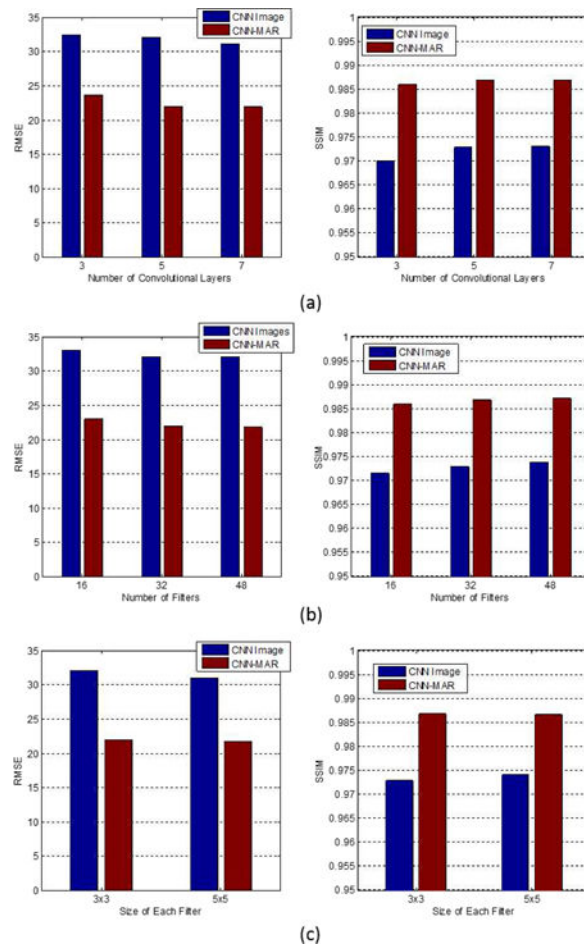 35
30
25
20
15
10
5
0
RMSE
CNN Image
CNN-MAR
3 5 7
Number of Convolutional Layers
1
0.995
0.99
0.985
0.98
0.975
0.97
0.965
0.96
0.955
0.95
SSIM
CNN Image
CNN-MAR
3 5 7
Number of Convolutional Layers
(a)
35
30
25
20
15
10
5
0
RMSE
CNN Images
CNN-MAR
16 32 48
Number of Filters
1
0.995
0.99
0.985
0.98
0.975
0.97
0.965
0.96
0.955
0.95
SSIM
CNN Image
CNN-MAR
16 32 48
Number of Filters
(b)
35
30
25
20
15
10
5
0
RMSE
CNN Image
CNN-MAR
3x3 5x5
Size of Each Filter
1
0.995
0.99
0.985
0.98
0.975
0.97
0.965
0.96
0.955
0.95
SSIM
CNN Image
CNN-MAR
3x3 5x5
Size of Each Filter
(c)